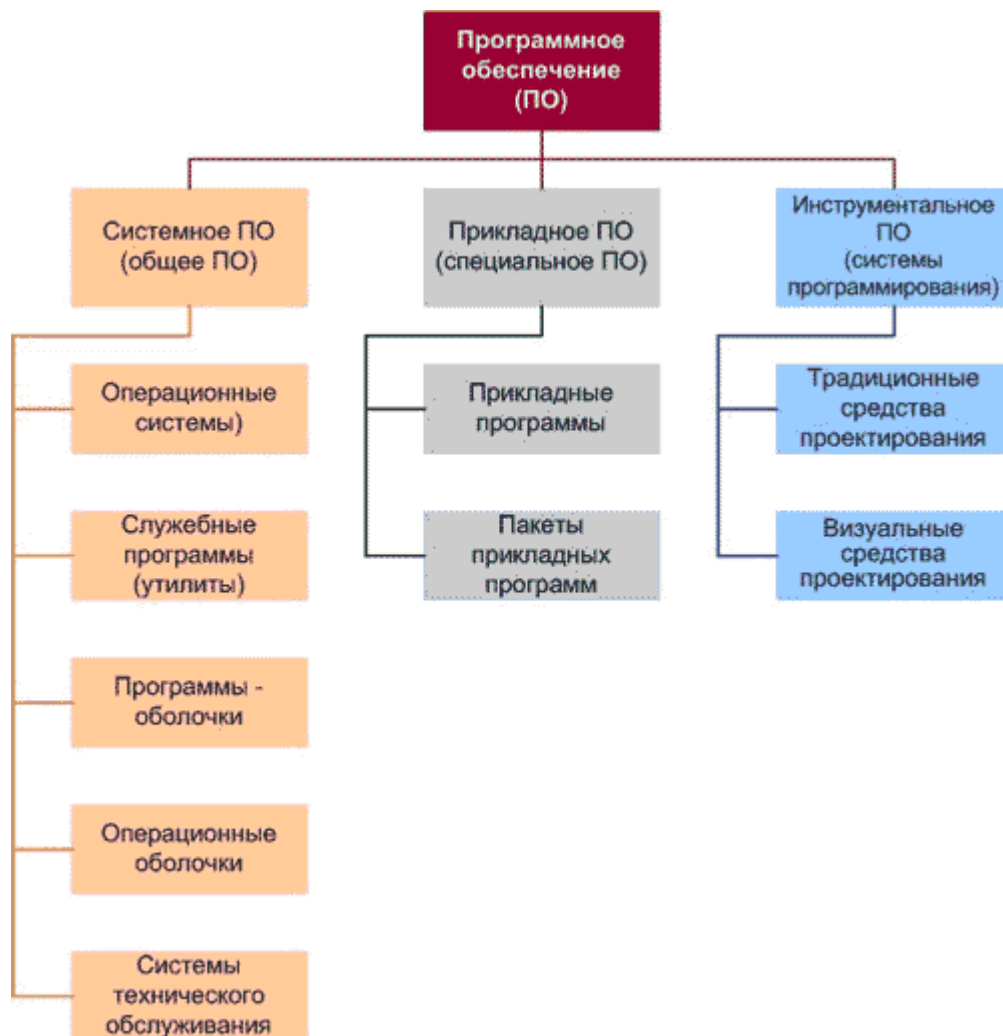 Программное
обеспечение
(ПО)
Системное ПО
(общее ПО)
Операционные
системы)
Служебные
программы
(утилиты)
Программы -
оболочки
Операционные
оболочки
Системы
технического
обслуживания
Прикладное ПО
(специальное ПО)
Прикладные
программы
Пакеты
прикладных
программ
Инструментальное
ПО
(системы
программирования)
Традиционные
средства
проектирования
Визуальные
средства
проектирования